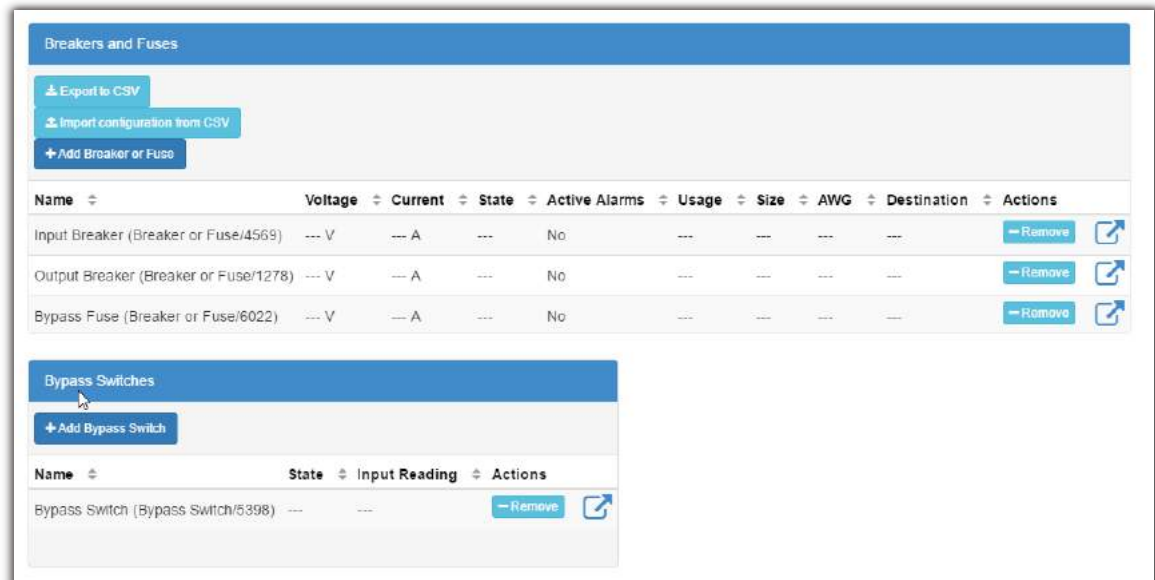 Breakers and Fuses
Export to CSV
Import configuration from CSV
+ Add Breaker or Fuse
Name Voltage Current State Active Alarms Usage Size AWG Destination Actions
Input Breaker (Breaker or Fuse/4569) --- V --- A --- No --- --- --- --- − Remove
Output Breaker (Breaker or Fuse/1278) --- V --- A --- No --- --- --- --- − Remove
Bypass Fuse (Breaker or Fuse/6022) --- V --- A --- No --- --- --- --- − Remove
Bypass Switches
+ Add Bypass Switch
Name State Input Reading Actions
Bypass Switch (Bypass Switch/5398) --- --- − Remove